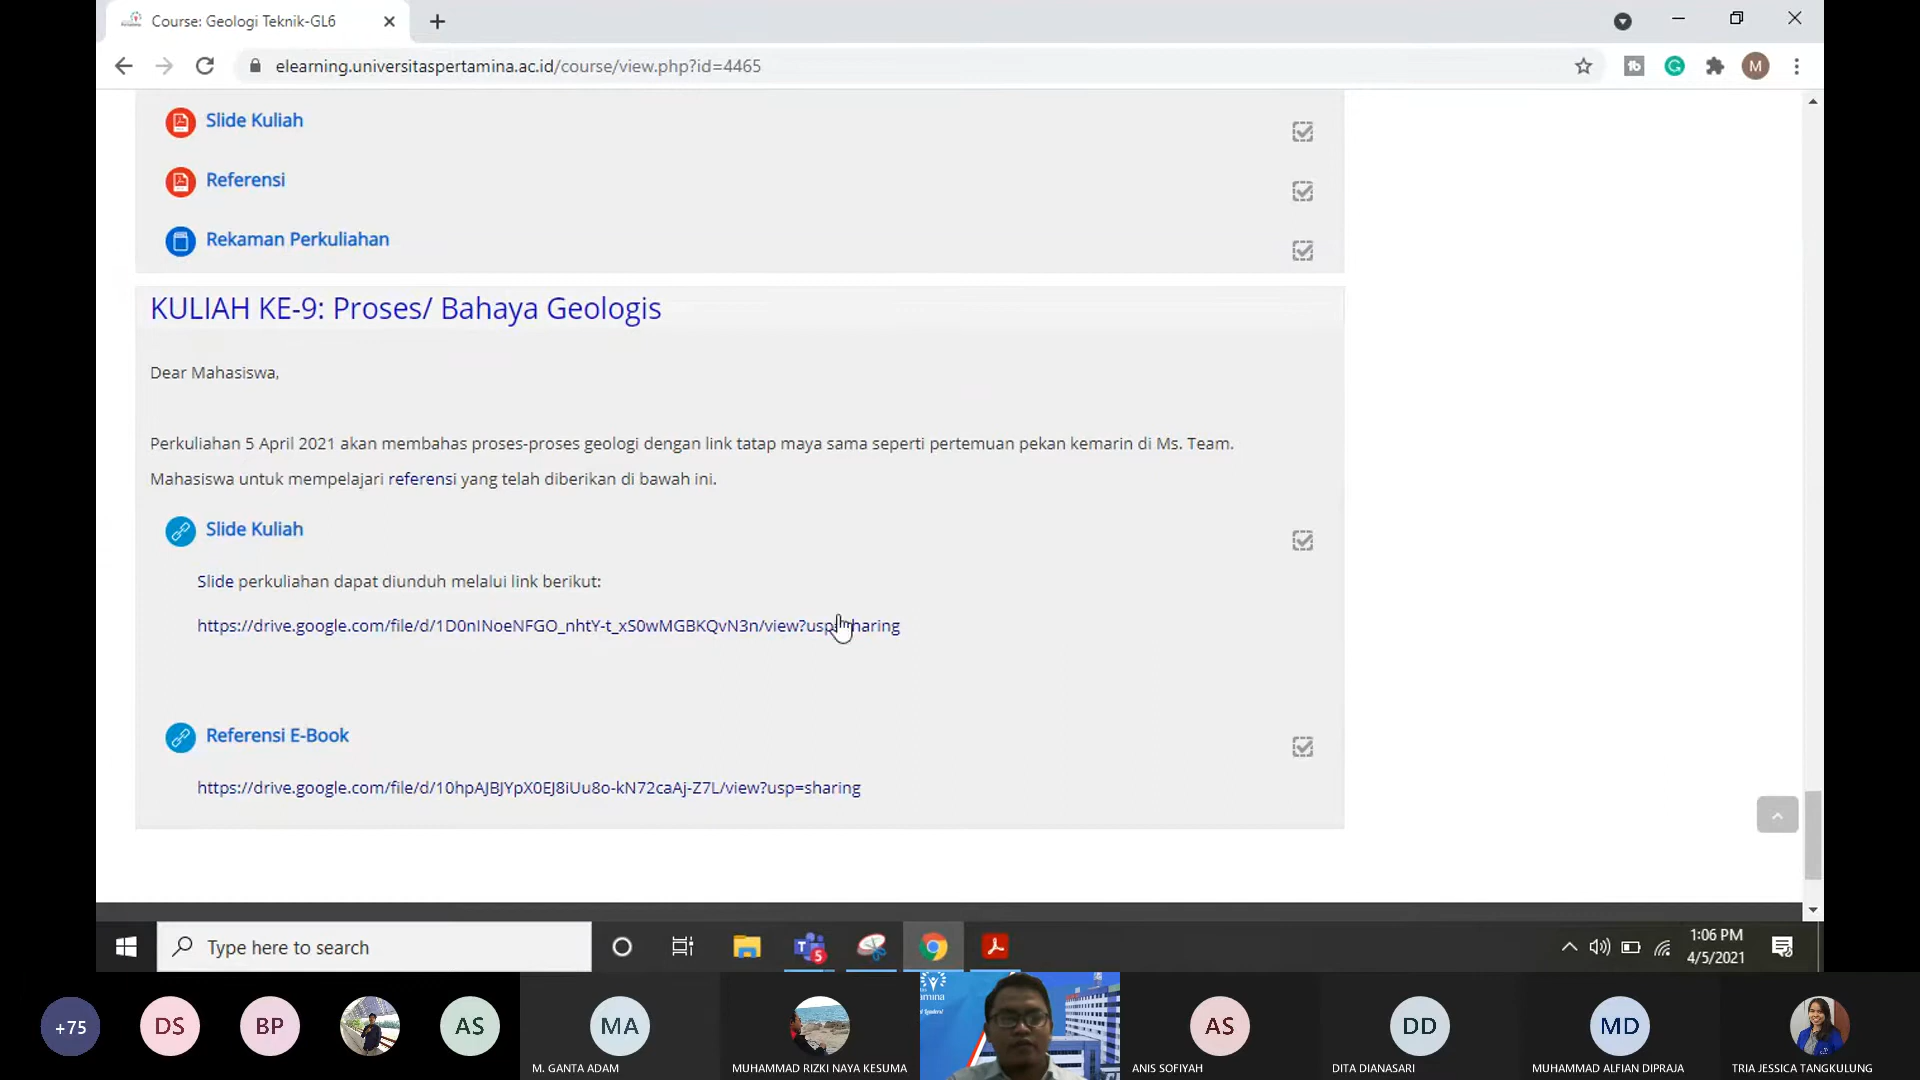 Course: Geologi Teknik-GL6
elearning.universitaspertamina.ac.id/course/view.php?id=4465
M
Slide Kuliah
Referensi
Rekaman Perkuliahan
KULIAH KE-9: Proses/ Bahaya Geologis
Dear Mahasiswa,
Perkuliahan 5 April 2021 akan membahas proses-proses geologi dengan link tatap maya sama seperti pertemuan pekan kemarin di Ms. Team.
Mahasiswa untuk mempelajari referensi yang telah diberikan di bawah ini.
Slide Kuliah
Slide perkuliahan dapat diunduh melalui link berikut:
https://drive.google.com/file/d/1D0nINoeNFGO_nhtY-t_xS0wMGBKQvN3n/view?usp=sharing
Referensi E-Book
https://drive.google.com/file/d/10hpAJBJYpX0EJ8iUu8o-kN72caAj-Z7L/view?usp=sharing
Type here to search
5
1:06 PM
4/5/2021
+75
DS
BP
AS
MA
AS
DD
MD
M. GANTA ADAM
MUHAMMAD RIZKI NAYA KESUMA
ANIS SOFIYAH
DITA DIANASARI
MUHAMMAD ALFIAN DIPRAJA
TRIA JESSICA TANGKULUNG